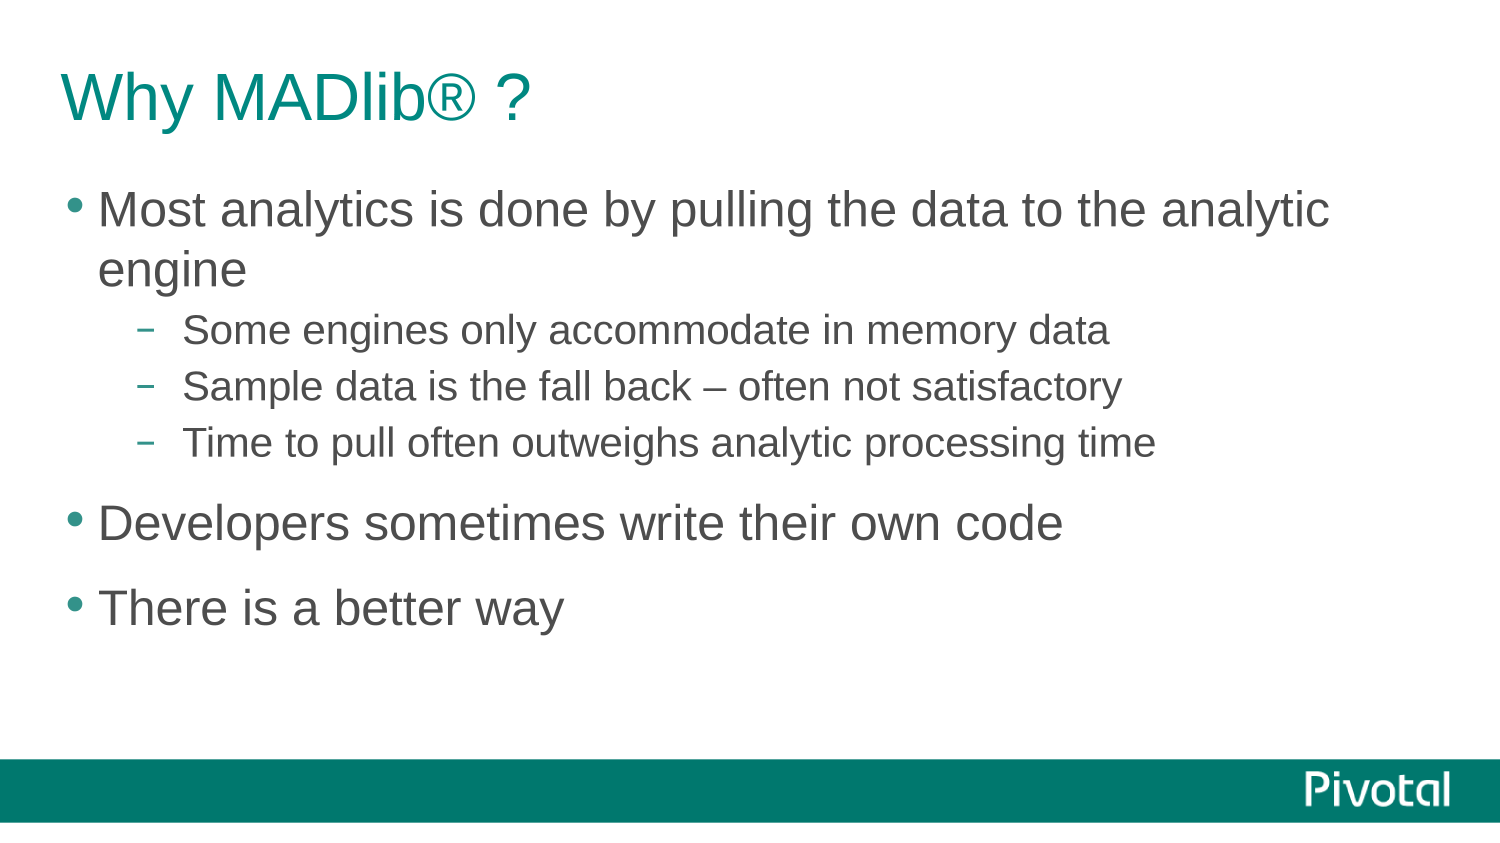 Why MADlib® ?
• Most analytics is done by pulling the data to the analytic
engine
– Some engines only accommodate in memory data
– Sample data is the fall back – often not satisfactory
– Time to pull often outweighs analytic processing time
• Developers sometimes write their own code
• There is a better way
Pivotal